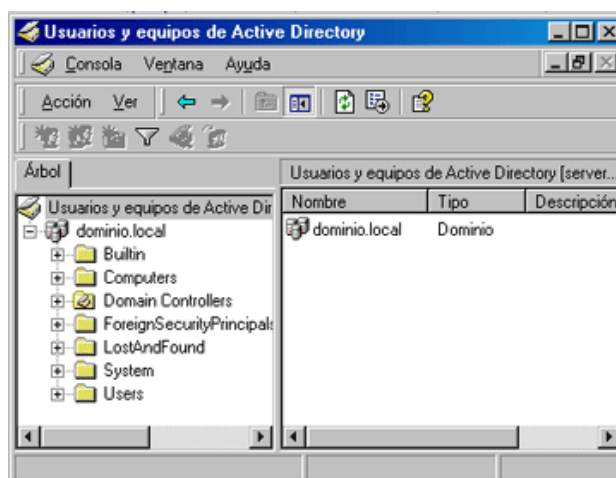 Usuarios y equipos de Active Directory
Consola Ventana Ayuda
Acción Ver
Árbol
Usuarios y equipos de Active Directory [server...
Usuarios y equipos de Active Dir
Nombre Tipo Descripción
dominio.local
dominio.local Dominio
Builtin
Computers
Domain Controllers
ForeignSecurityPrincipals
LostAndFound
System
Users